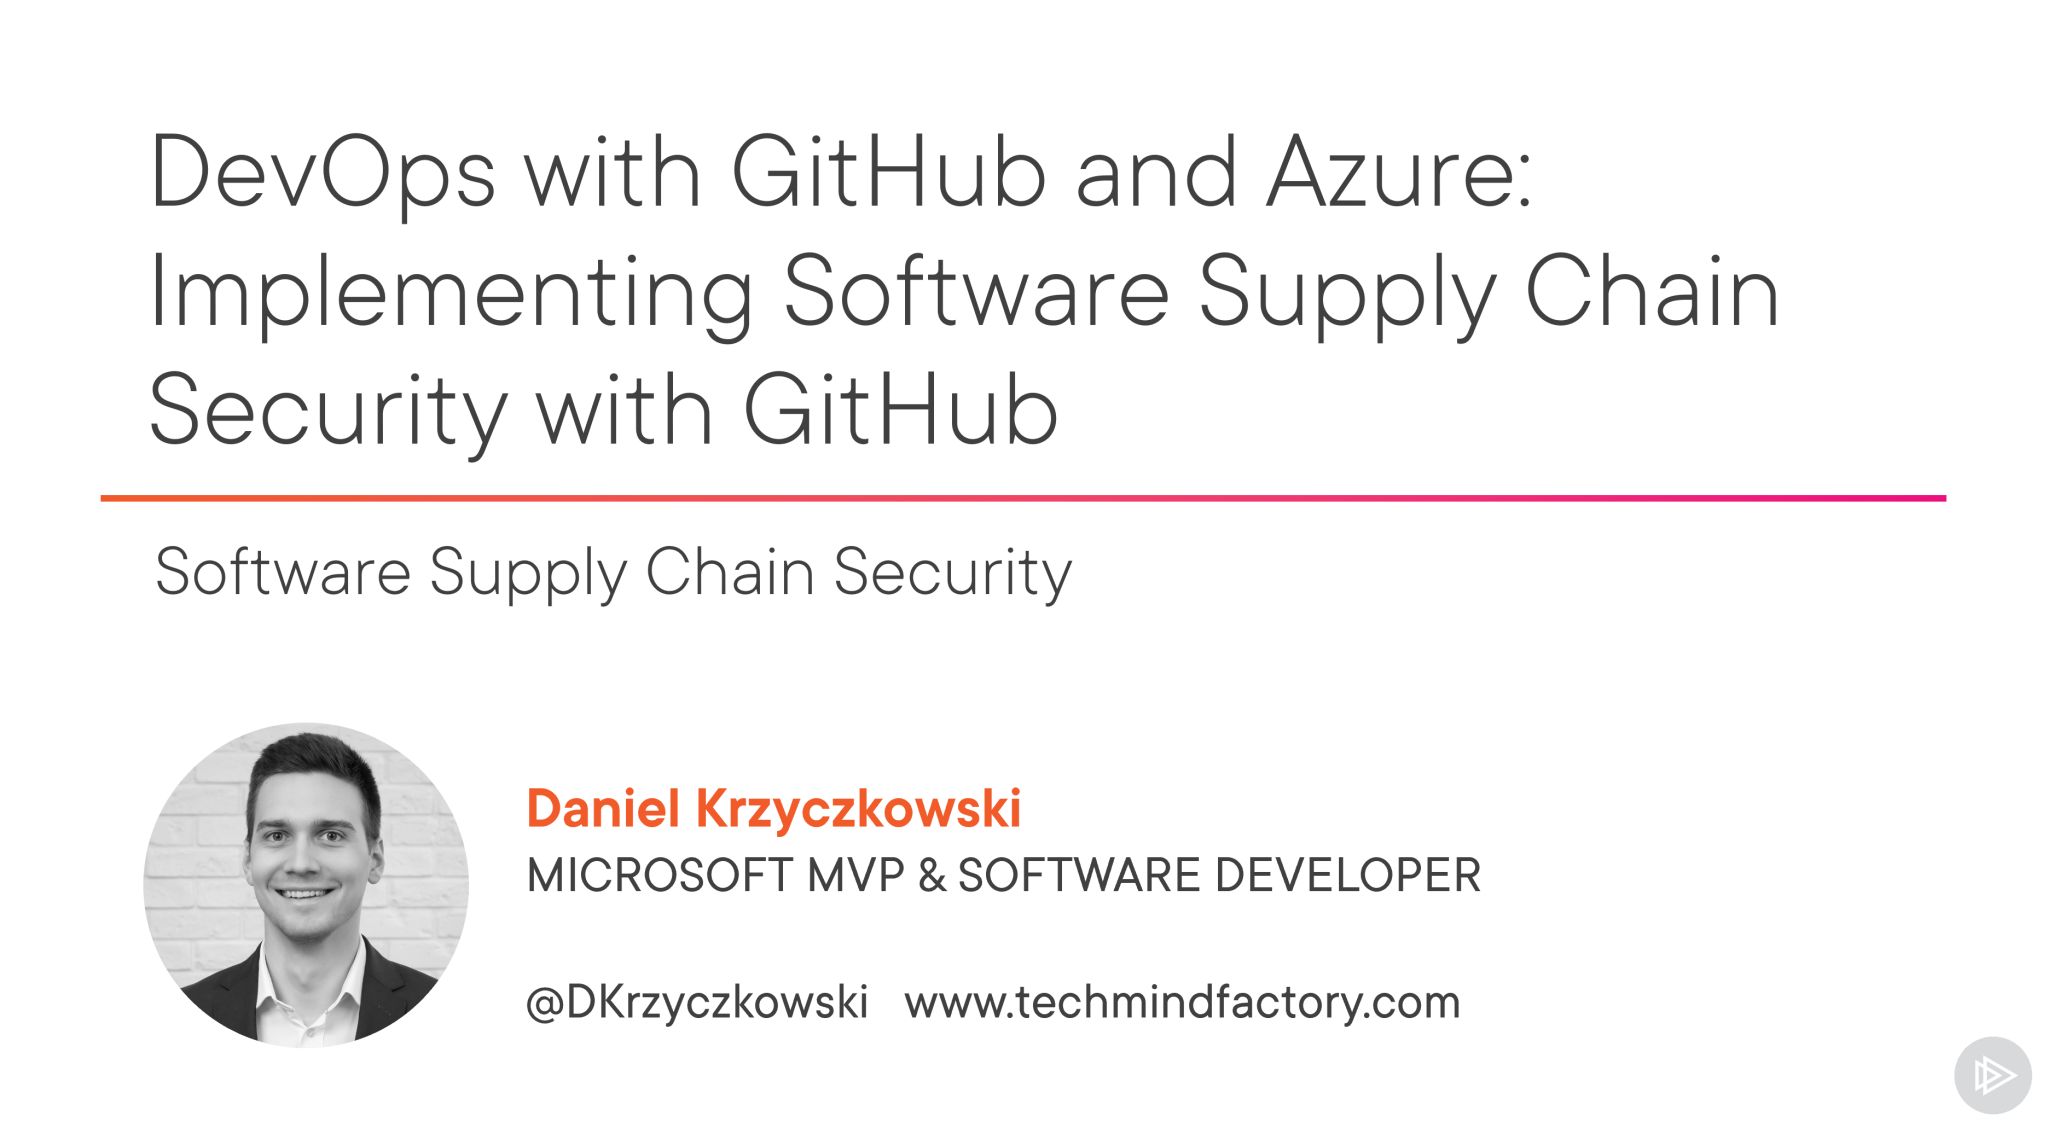 DevOps with GitHub and Azure:
Implementing Software Supply Chain
Security with GitHub
Software Supply Chain Security
Daniel Krzyczkowski
MICROSOFT MVP & SOFTWARE DEVELOPER
@DKrzyczkowski www.techmindfactory.com